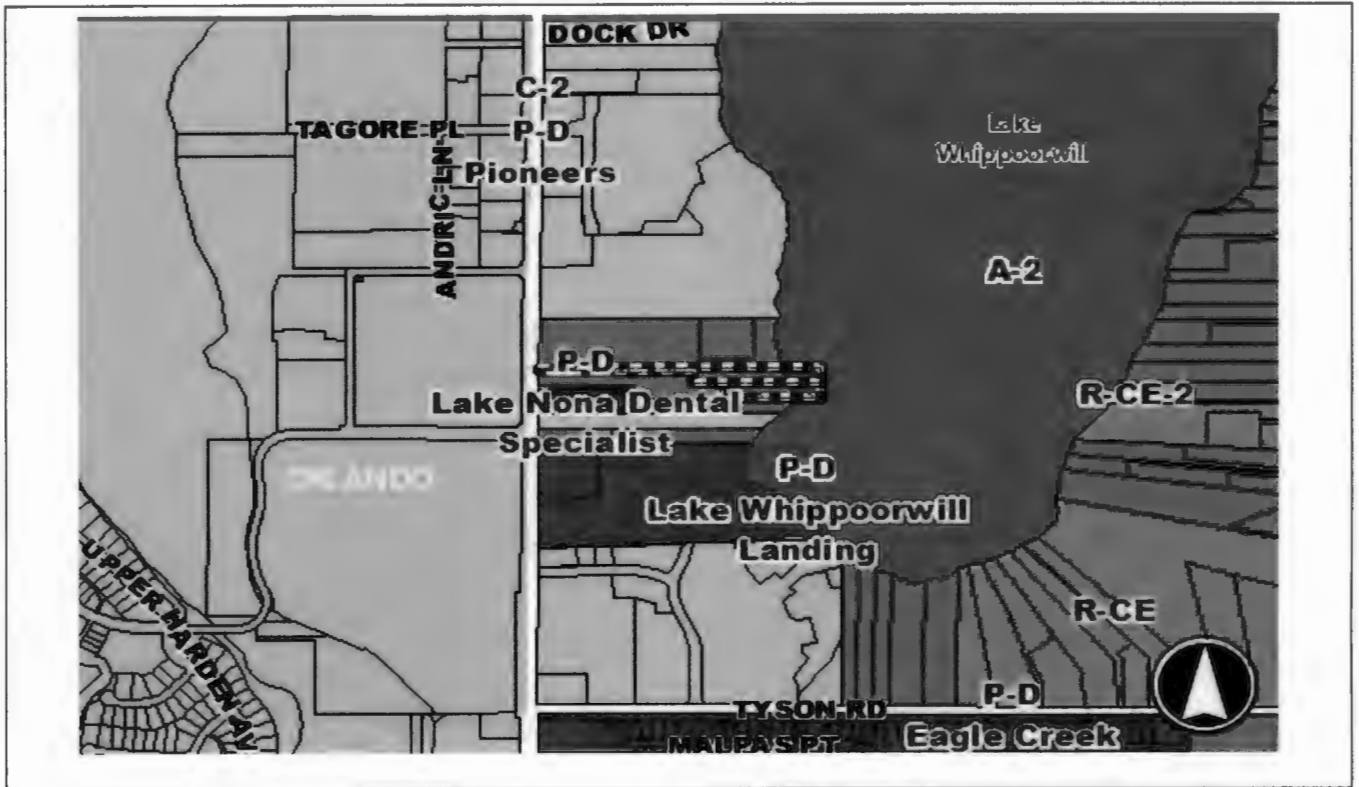 DOCK DR
C-2
Lake
Whippoorwill
TAGORE PL
P-D
Pioneers
ANDRIC LN
A-2
P-D
Lake Nona Dental
Specialist
R-CE-2
P-D
ORLANDO
Lake Whippoorwill
Landing
UPPER HARDEN AV
R-CE
P-D
TYSON RD
MALPAS PT
Eagle Creek